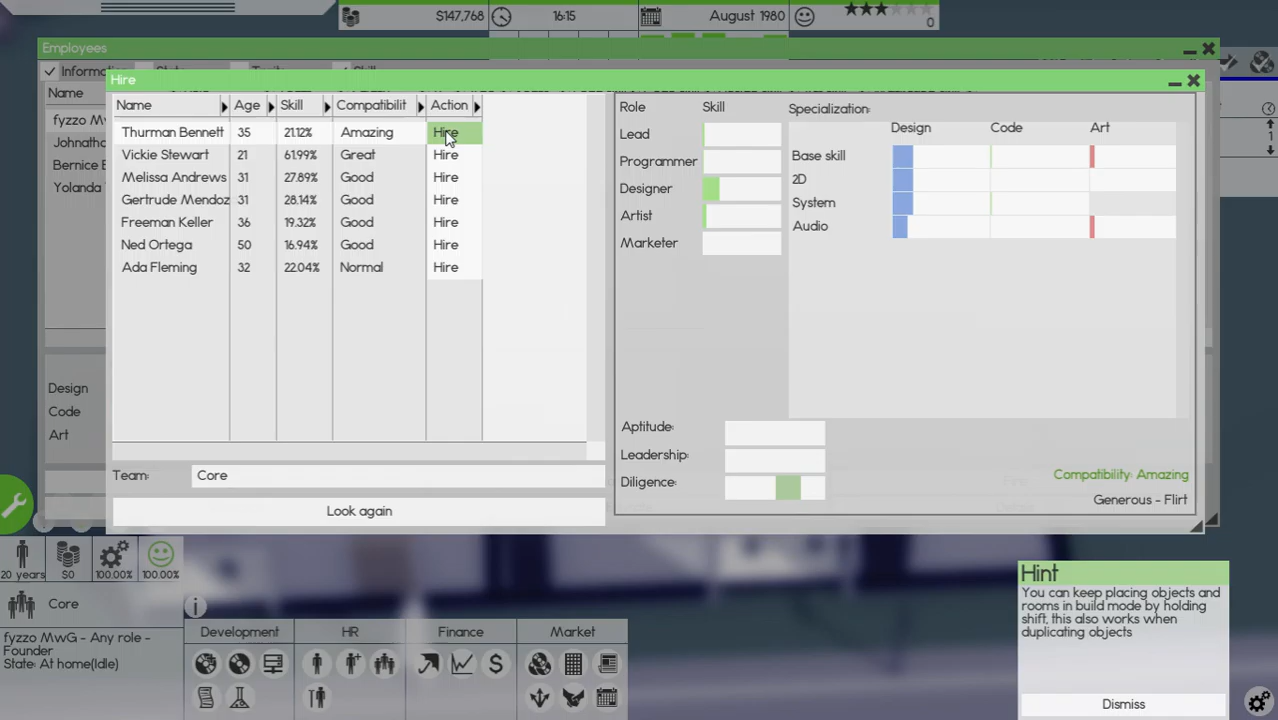 $147,768
16:15
August 1980
0
Employees
Hire
Name Age Skill Compatibilit Action
Thurman Bennett 35 21.12% Amazing Hire
Vickie Stewart 21 61.99% Great Hire
Melissa Andrews 31 27.89% Good Hire
Gertrude Mendoz 31 28.14% Good Hire
Freeman Keller 36 19.32% Good Hire
Ned Ortega 50 16.94% Good Hire
Ada Fleming 32 22.04% Normal Hire
Team: Core
Look again
Role Skill
Lead
Programmer
Designer
Artist
Marketer
Specialization:
Design Code Art
Base skill
2D
System
Audio
Aptitude:
Leadership:
Diligence:
Compatibility: Amazing
Generous - Flirt
Name
fyzzo Mw
Johnatho
Bernice B
Yolanda
Design
Code
Art
1
20 years $0 100.00% 100.00%
Core
fyzzo MwG - Any role -
Founder
State: At home(Idle)
Development HR Finance Market
Hint
You can keep placing objects and
rooms in build mode by holding
shift, this also works when
duplicating objects
Dismiss